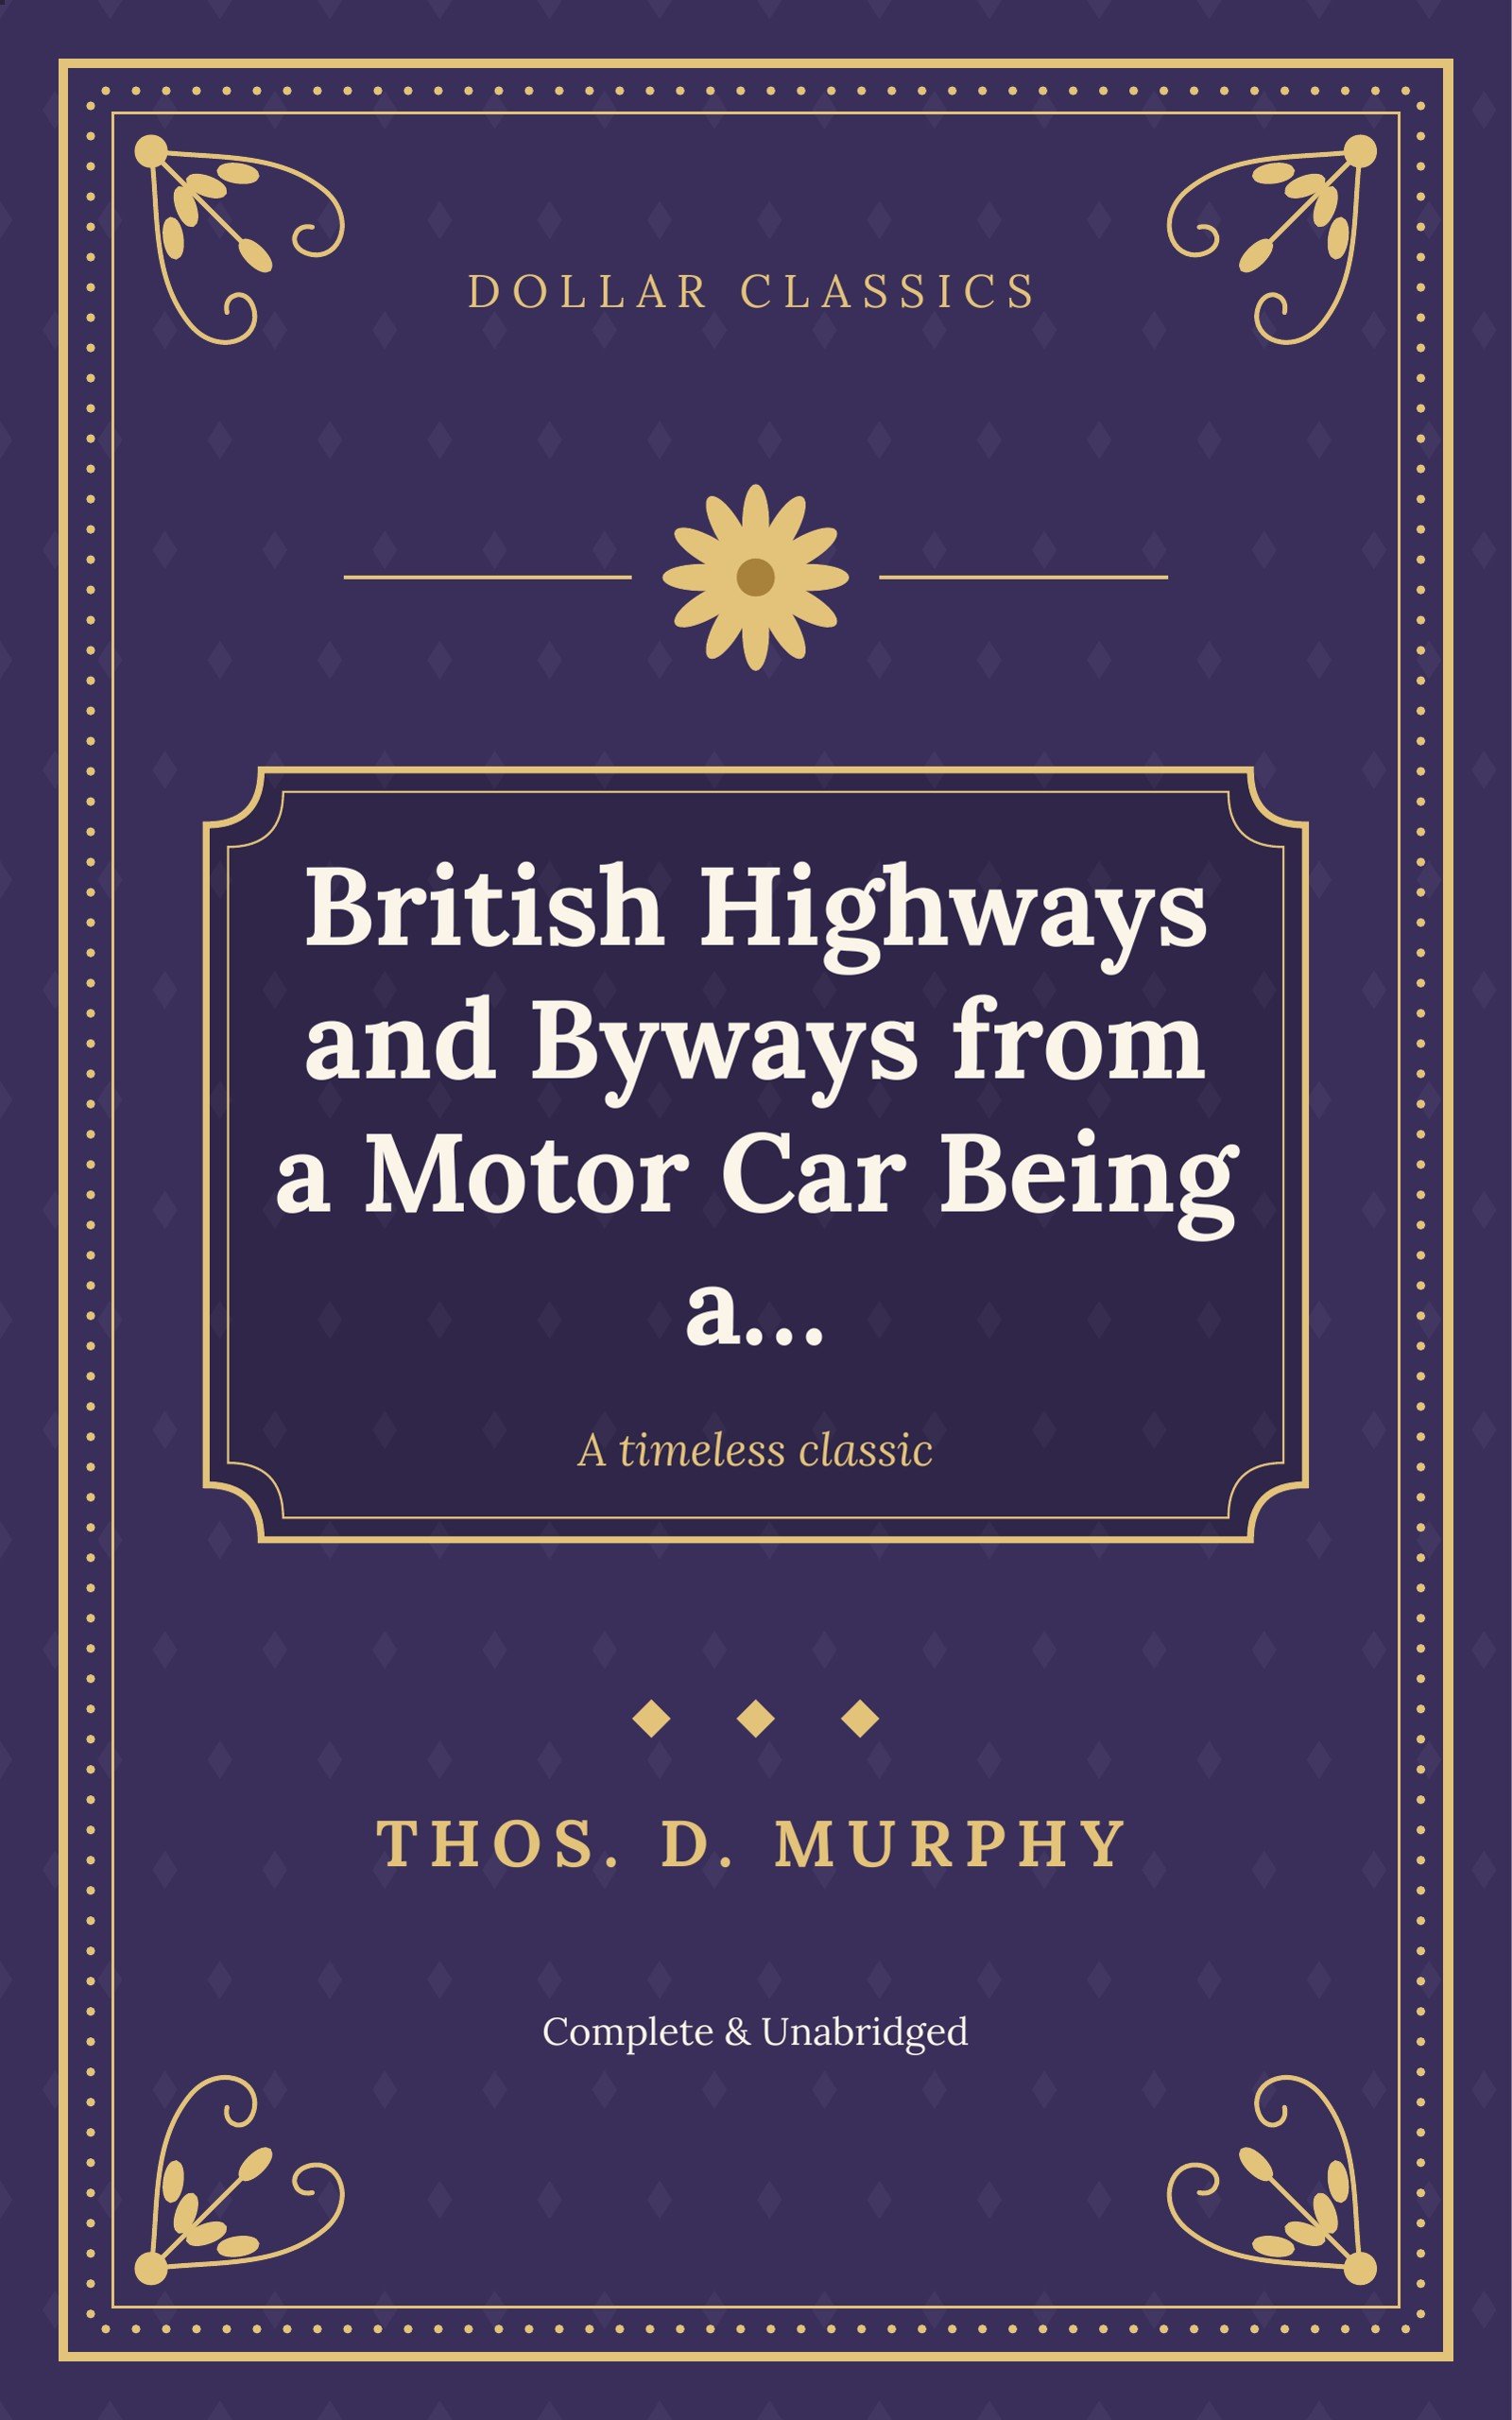 DOLLAR CLASSICS
British Highways
and Byways from
a Motor Car Being
a...
A timeless classic
THOS. D. MURPHY
Complete & Unabridged